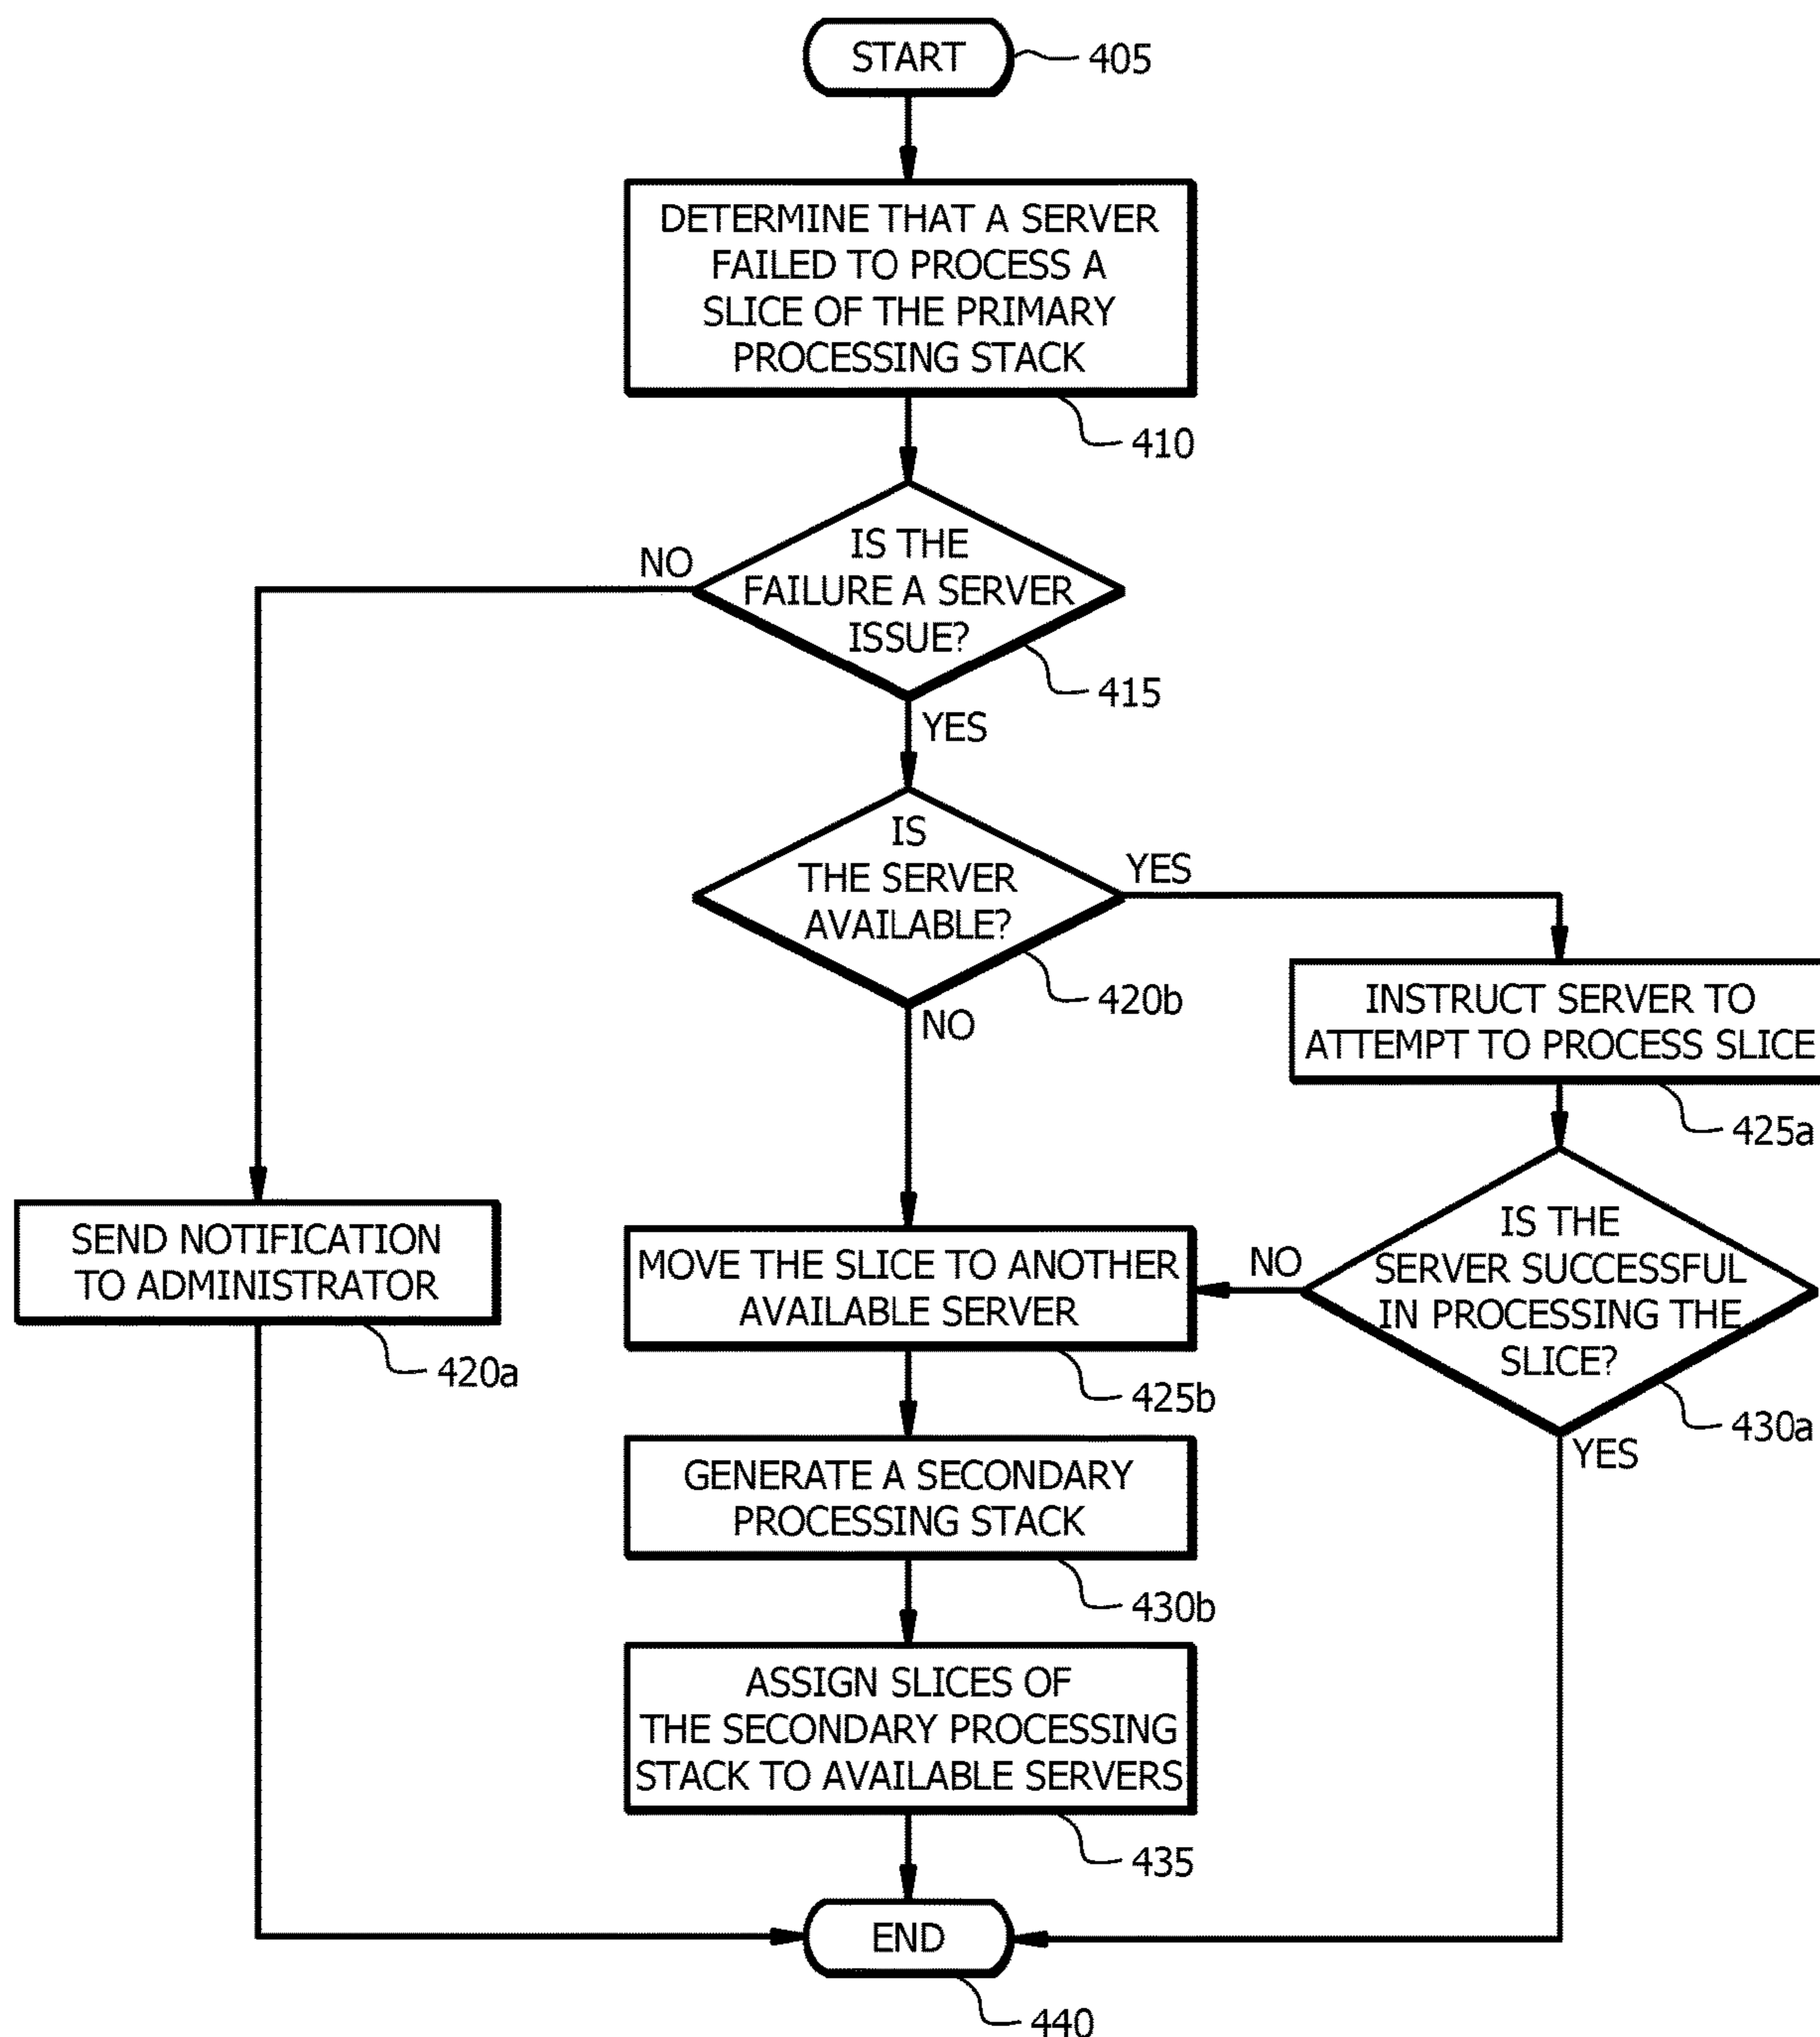 START
405
DETERMINE THAT A SERVER
FAILED TO PROCESS A
SLICE OF THE PRIMARY
PROCESSING STACK
410
IS THE
FAILURE A SERVER
ISSUE?
NO
415
YES
IS
THE SERVER
AVAILABLE?
YES
420b
NO
INSTRUCT SERVER TO
ATTEMPT TO PROCESS SLICE
425a
SEND NOTIFICATION
TO ADMINISTRATOR
420a
MOVE THE SLICE TO ANOTHER
AVAILABLE SERVER
425b
NO
IS THE
SERVER SUCCESSFUL
IN PROCESSING THE
SLICE?
430a
YES
GENERATE A SECONDARY
PROCESSING STACK
430b
ASSIGN SLICES OF
THE SECONDARY PROCESSING
STACK TO AVAILABLE SERVERS
435
END
440